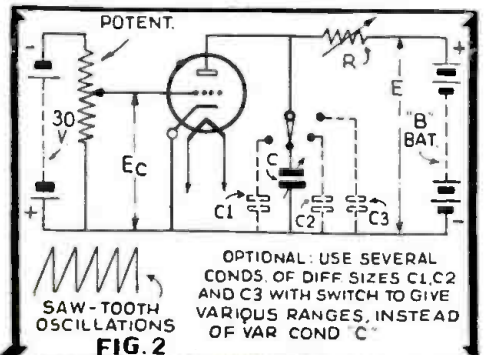 POTENT.
-
30
V
+
EC
R
E
+
"B"
BAT.
-
C
C1
C2
C3
SAW-TOOTH
OSCILLATIONS
FIG. 2
OPTIONAL: USE SEVERAL
CONDS. OF DIFF. SIZES C1,C2
AND C3 WITH SWITCH TO GIVE
VARIOUS RANGES, INSTEAD
OF VAR COND "C"